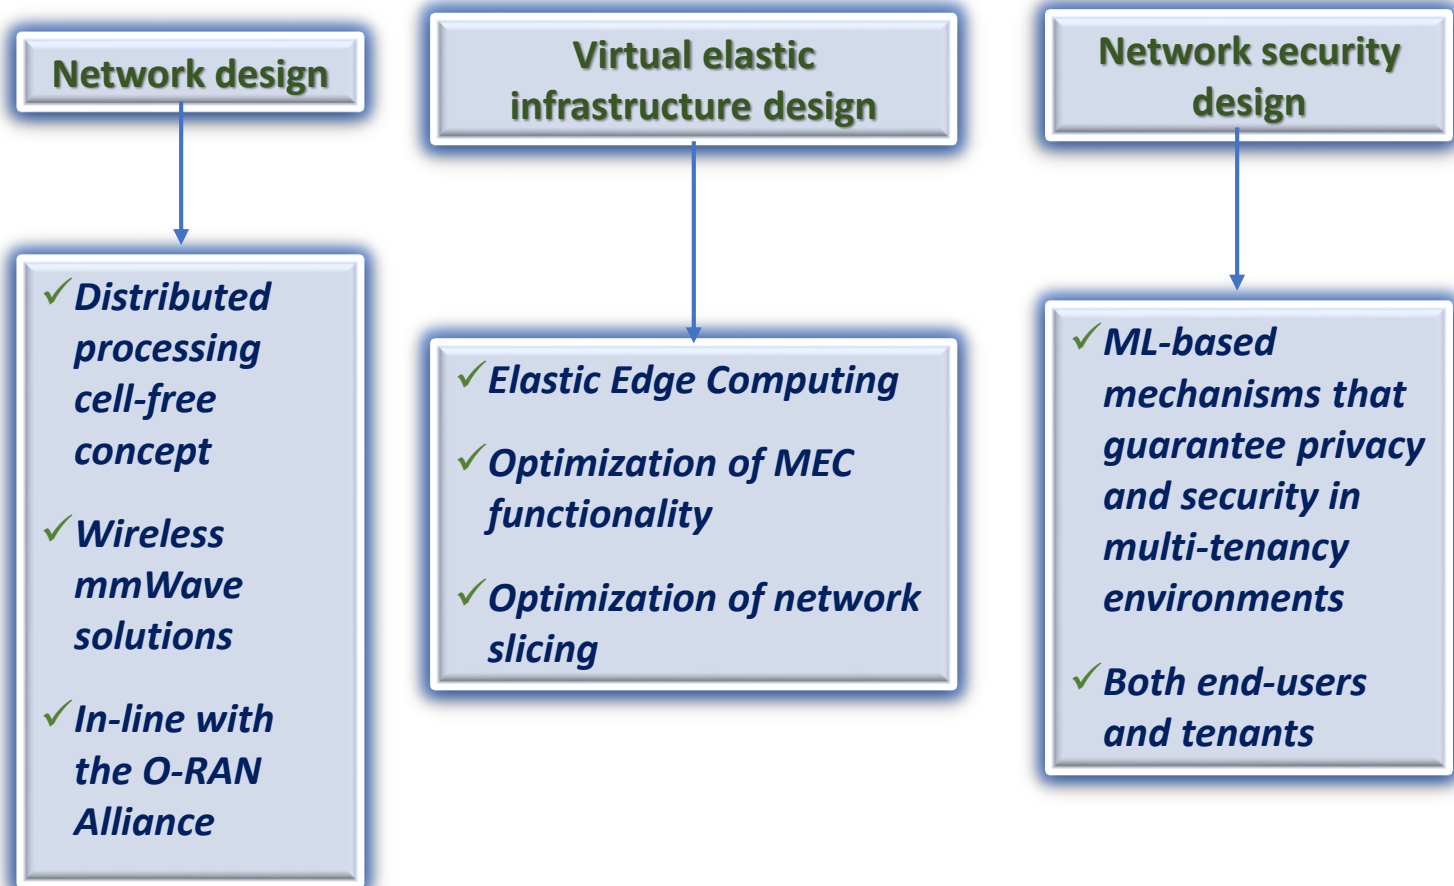 Network design
Virtual elastic
infrastructure design
Network security
design
✓Distributed
processing
cell-free
concept
✓Wireless
mmWave
solutions
✓In-line with
the O-RAN
Alliance
✓Elastic Edge Computing
✓Optimization of MEC
functionality
✓Optimization of network
slicing
✓ML-based
mechanisms that
guarantee privacy
and security in
multi-tenancy
environments
✓Both end-users
and tenants